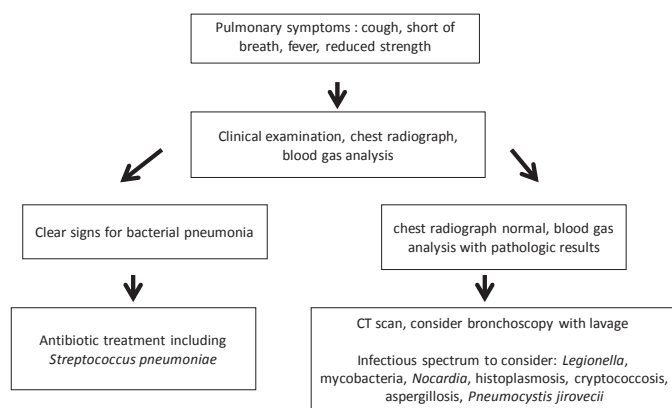 Pulmonary symptoms : cough, short of
breath, fever, reduced strength
Clinical examination, chest radiograph,
blood gas analysis
Clear signs for bacterial pneumonia
chest radiograph normal, blood gas
analysis with pathologic results
Antibiotic treatment including
Streptococcus pneumoniae
CT scan, consider bronchoscopy with lavage
Infectious spectrum to consider: Legionella,
mycobacteria, Nocardia, histoplasmosis, cryptococcosis,
aspergillosis, Pneumocystis jirovecii